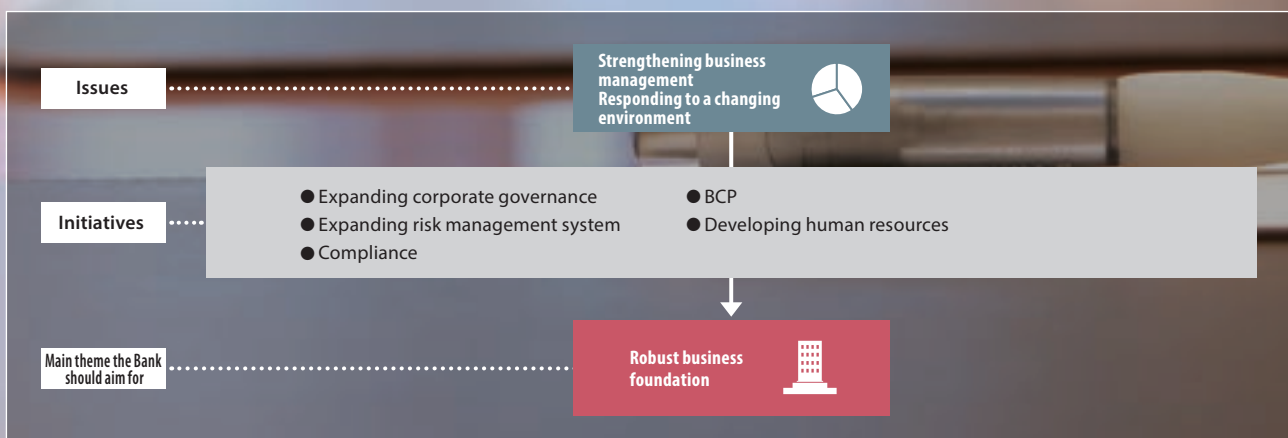 Issues
Strengthening business
management
Responding to a changing
environment
Initiatives
● Expanding corporate governance
● Expanding risk management system
● Compliance
● BCP
● Developing human resources
Main theme the Bank
should aim for
Robust business
foundation